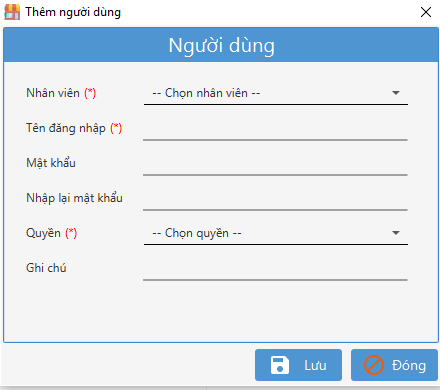 Thêm người dùng
Người dùng
Nhân viên (*) -- Chọn nhân viên --
Tên đăng nhập (*)
Mật khẩu
Nhập lại mật khẩu
Quyền (*) -- Chọn quyền --
Ghi chú
Lưu Đóng